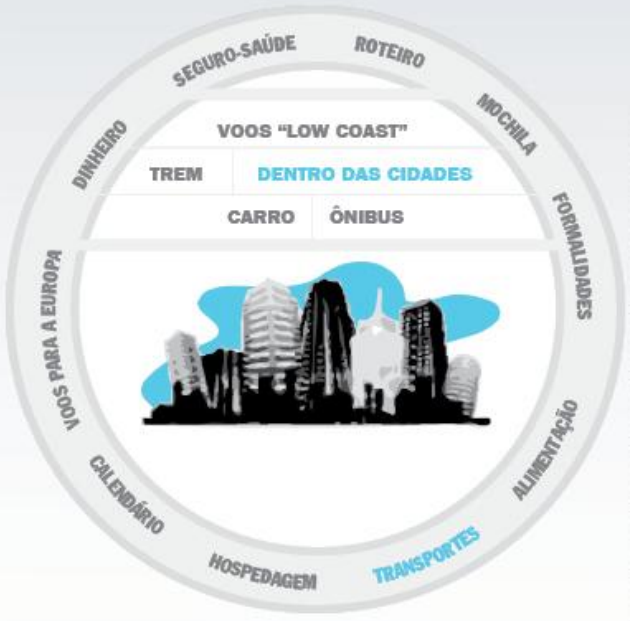 SEGURO-SAÚDE
ROTEIRO
MOCHILA
FORMALIDADES
ALIMENTAÇÃO
TRANSPORTES
HOSPEDAGEM
CALENDÁRIO
VOOS PARA A EUROPA
DINHEIRO
VOOS “LOW COAST”
TREM DENTRO DAS CIDADES
CARRO ÔNIBUS